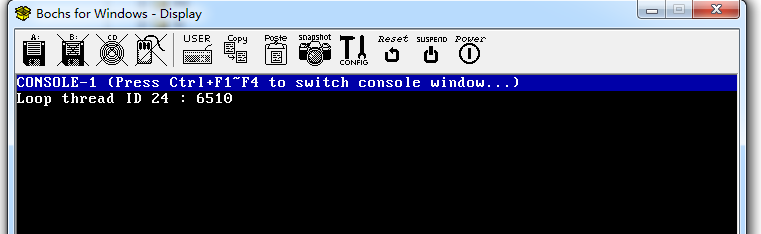 Bochs for Windows - Display
A: B: CD USER Copy Poste snapshot CONFIG Reset SUSPEND Power
CONSOLE-1 (Press Ctrl+F1~F4 to switch console window...)
Loop thread ID 24 : 6510